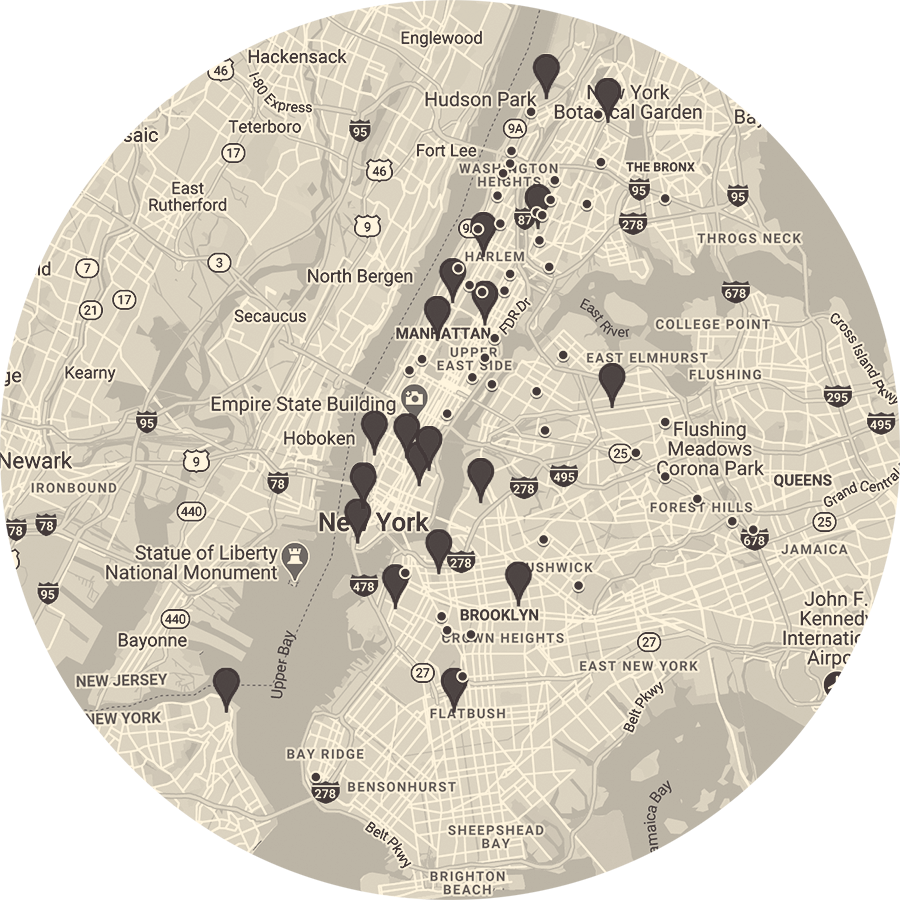 Englewood
Hackensack
46
I-80 Express
Hudson Park
New York
Botanical Garden
Teterboro
95
9A
saic
17
Fort Lee
46
WASHINGTON
HEIGHTS
THE BRONX
95
95
East
Rutherford
9
87
278
THROGS NECK
HARLEM
7
3
North Bergen
678
21
17
Secaucus
FDR Dr
East River
COLLEGE POINT
MANHATTAN
Cross Island Pkwy
UPPER
EAST SIDE
EAST ELMHURST
FLUSHING
ge
Kearny
295
Empire State Building
95
495
Hoboken
Flushing
Meadows
Corona Park
25
Newark
9
IRONBOUND
78
278
495
QUEENS
Grand Central
FOREST HILLS
440
New York
78
78
25
678
JAMAICA
Statue of Liberty
National Monument
278
USHWICK
478
95
440
Bayonne
BROOKLYN
CROWN HEIGHTS
John F.
Kennedy
Internatio
Airpo
27
EAST NEW YORK
Upper Bay
27
NEW JERSEY
NEW YORK
Belt Pkwy
FLATBUSH
BAY RIDGE
BENSONHURST
278
Belt Pkwy
amaica Bay
SHEEPSHEAD
BAY
BRIGHTON
BEACH